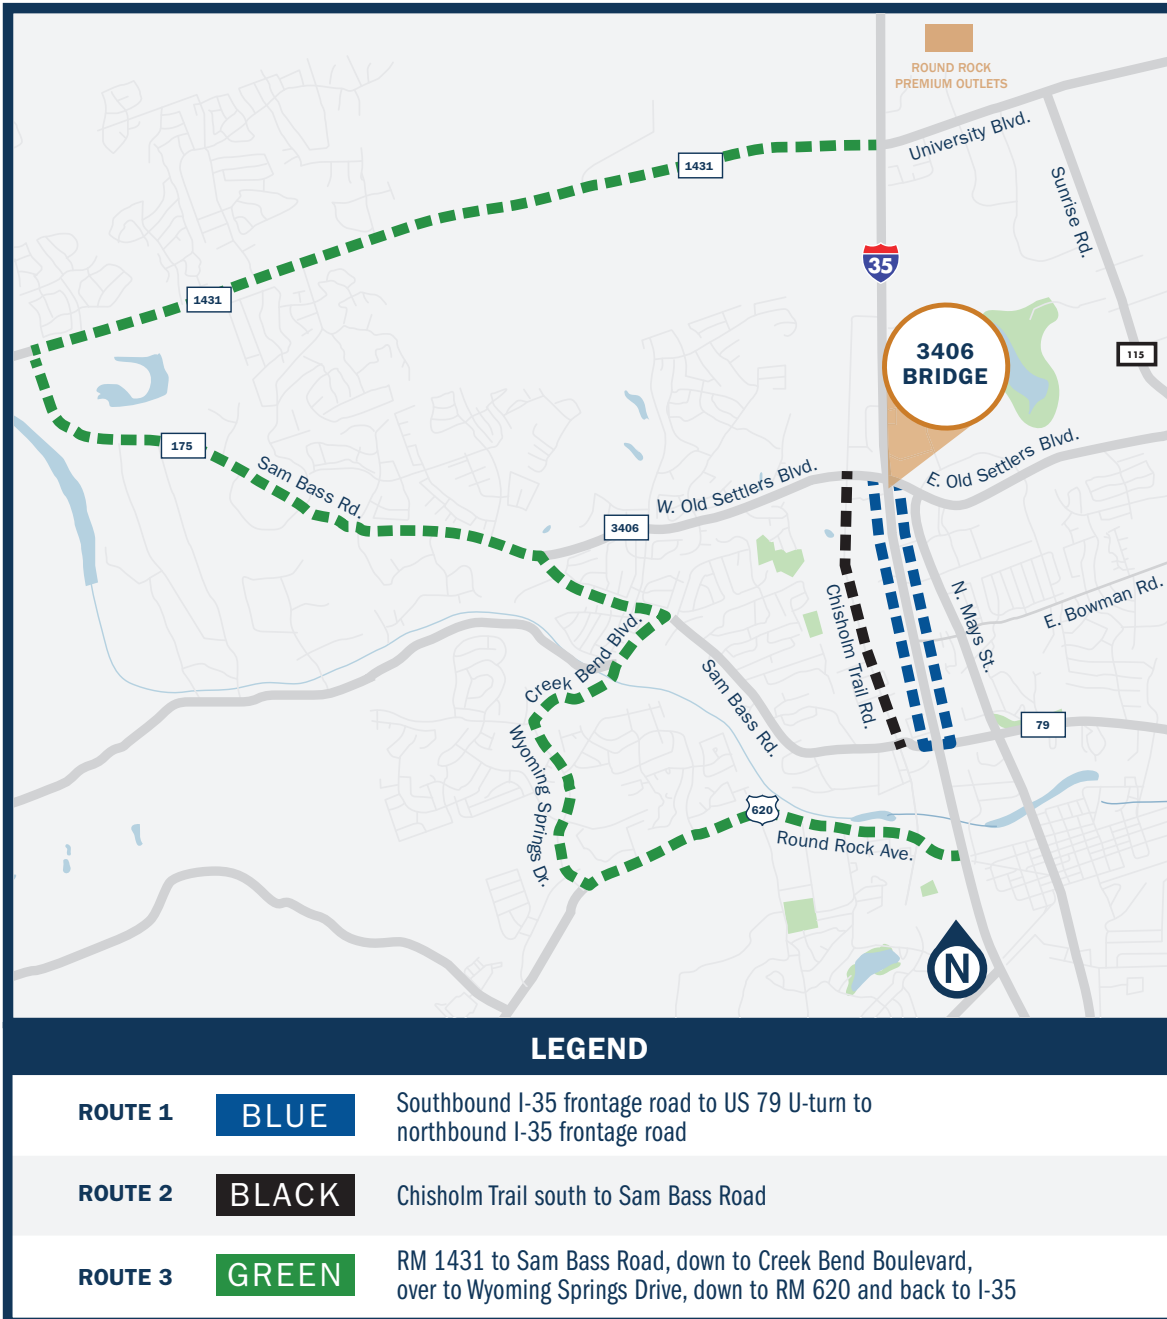 ROUND ROCK
PREMIUM OUTLETS
University Blvd.
1431
Sunrise Rd.
35
1431
3406
BRIDGE
115
175
Sam Bass Rd.
E. Old Settlers Blvd.
W. Old Settlers Blvd.
3406
Chisholm Trail Rd.
N. Mays St.
E. Bowman Rd.
Creek Bend Blvd.
Sam Bass Rd.
79
Wyoming Springs Dr.
620
Round Rock Ave.
N
LEGEND
ROUTE 1
BLUE
Southbound I-35 frontage road to US 79 U-turn to
northbound I-35 frontage road
ROUTE 2
BLACK
Chisholm Trail south to Sam Bass Road
ROUTE 3
GREEN
RM 1431 to Sam Bass Road, down to Creek Bend Boulevard,
over to Wyoming Springs Drive, down to RM 620 and back to I-35